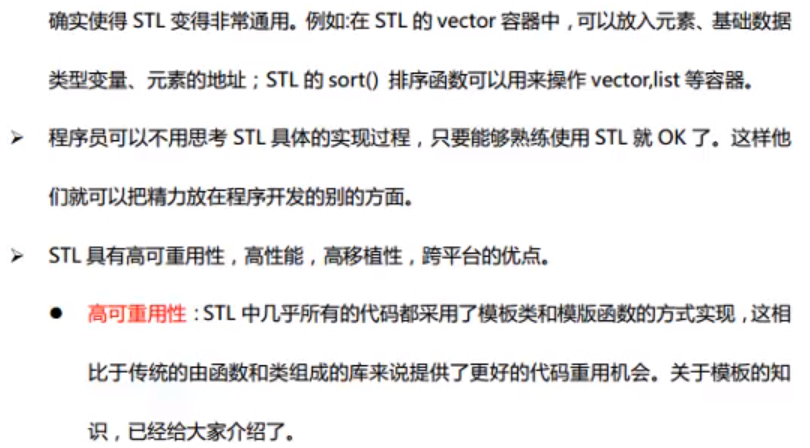 确实使得 STL 变得非常通用。例如:在 STL 的 vector 容器中，可以放入元素、基础数据
类型变量、元素的地址；STL 的 sort() 排序函数可以用来操作 vector,list 等容器。
➢ 程序员可以不用思考 STL 具体的实现过程，只要能够熟练使用 STL 就 OK 了。这样他
们就可以把精力放在程序开发的别的方面。
➢ STL 具有高可重用性，高性能，高移植性，跨平台的优点。
● 高可重用性：STL 中几乎所有的代码都采用了模板类和模版函数的方式实现，这相
比于传统的由函数和类组成的库来说提供了更好的代码重用机会。关于模板的知
识，已经给大家介绍了。